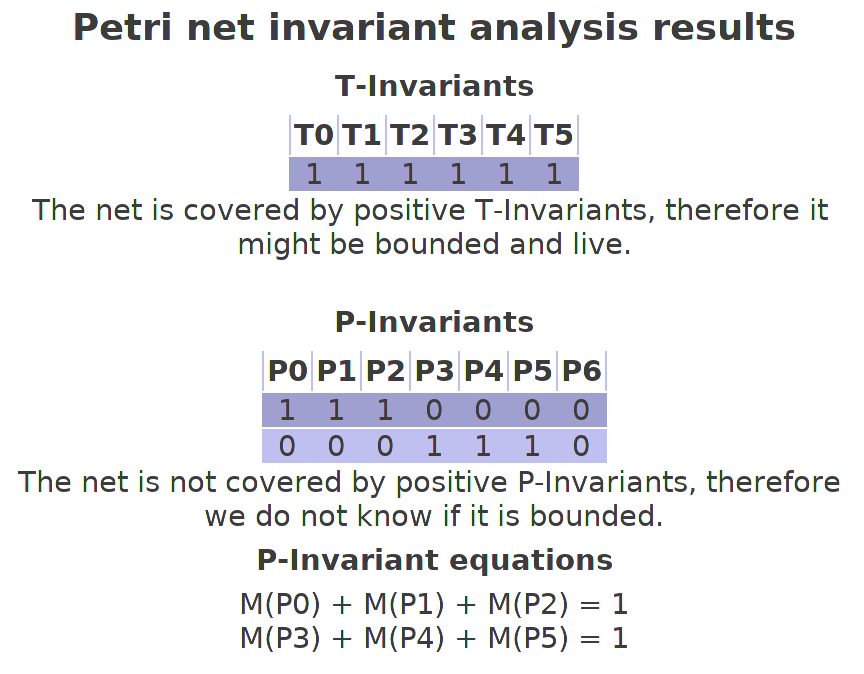 Petri net invariant analysis results
T-Invariants
T0 T1 T2 T3 T4 T5
1 1 1 1 1 1
The net is covered by positive T-Invariants, therefore it
might be bounded and live.
P-Invariants
P0 P1 P2 P3 P4 P5 P6
1 1 1 0 0 0 0
0 0 0 1 1 1 0
The net is not covered by positive P-Invariants, therefore
we do not know if it is bounded.
P-Invariant equations
M(P0) + M(P1) + M(P2) = 1
M(P3) + M(P4) + M(P5) = 1